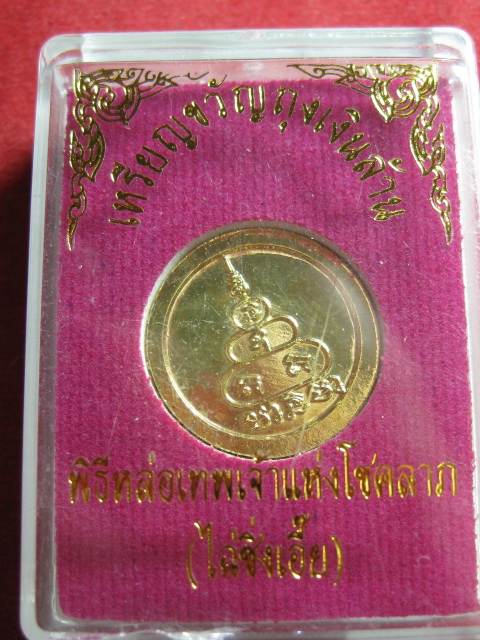 เหรียญขวัญถุงเงินล้าน
พิธีหล่อเทพเจ้าแห่งโชคลาภ
(ไฉ่ซิ่งเอี๊ย)